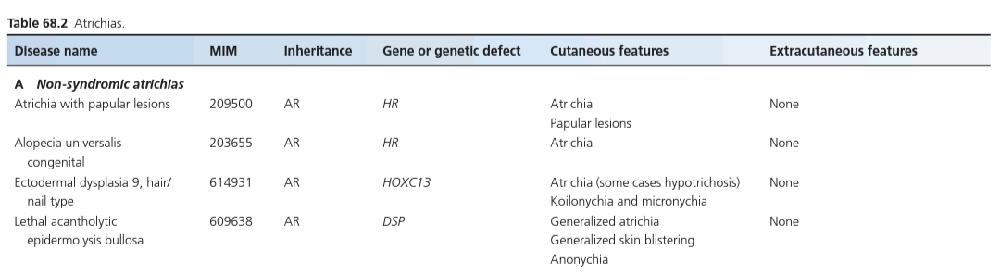 Table 68.2 Atrichias.
Disease name MIM Inheritance Gene or genetic defect Cutaneous features Extracutaneous features
A Non-syndromic atrichias
Atrichia with papular lesions 209500 AR HR Atrichia None
Papular lesions
Alopecia universalis 203655 AR HR Atrichia None
congenital
Ectodermal dysplasia 9, hair/ 614931 AR HOXC13 Atrichia (some cases hypotrichosis) None
nail type Koilonychia and micronychia
Lethal acantholytic 609638 AR DSP Generalized atrichia None
epidermolysis bullosa Generalized skin blistering
Anonychia